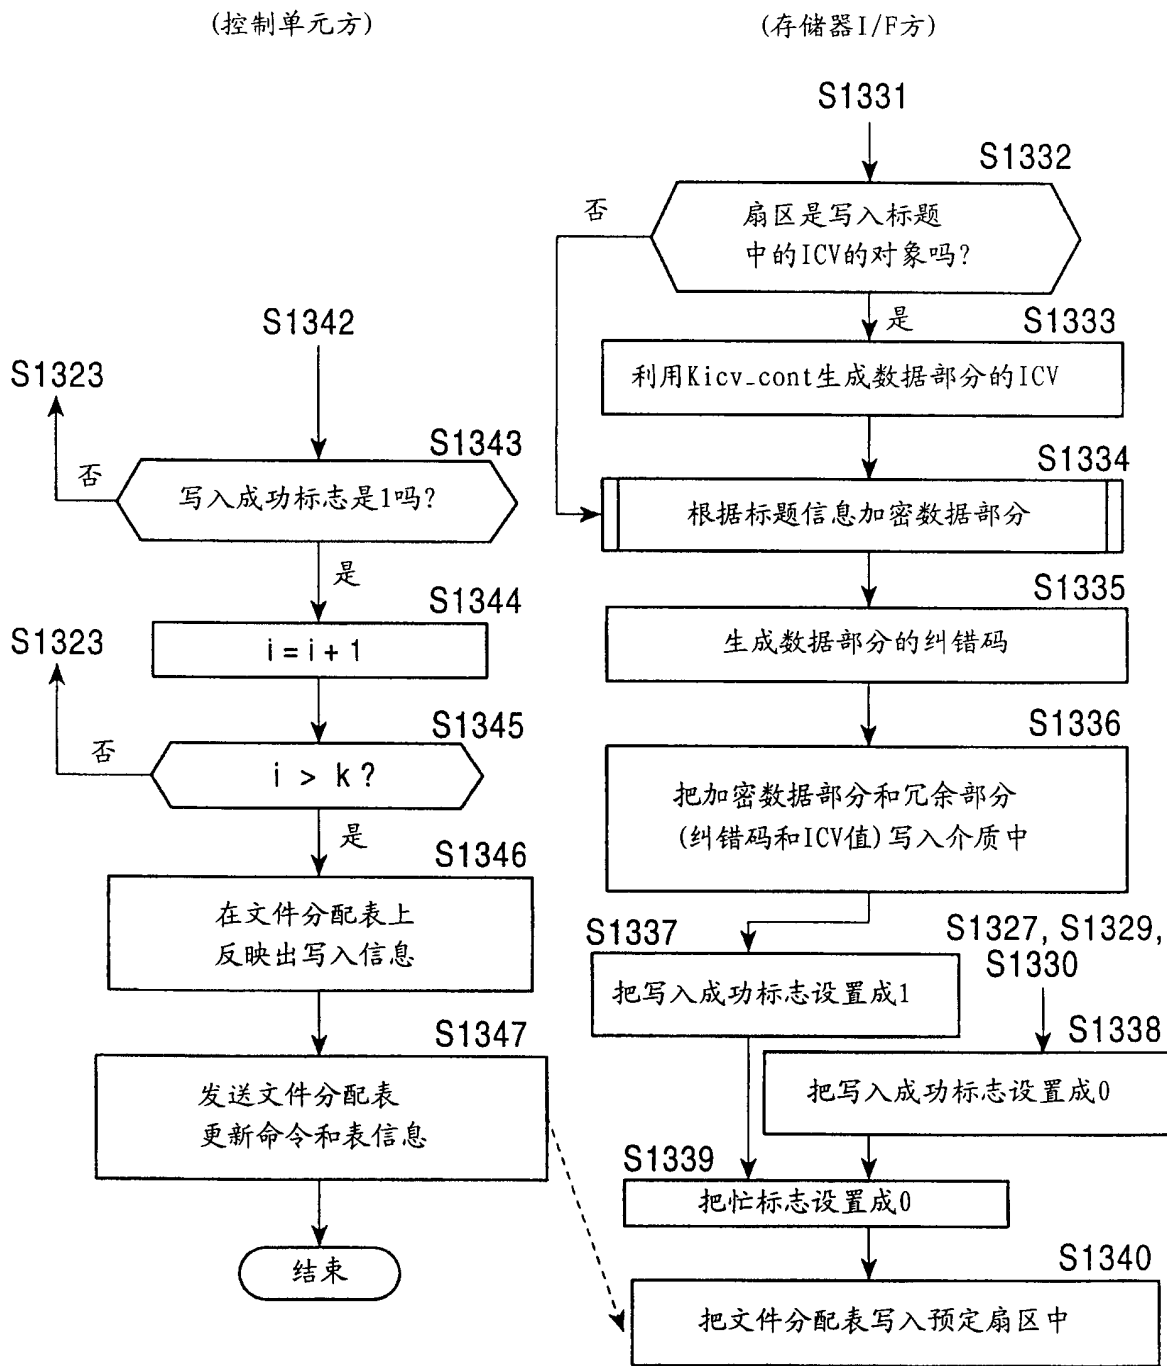 (控制单元方)
S1342
S1323
S1343
否
写入成功标志是1吗?
是
S1344
S1323
i = i + 1
S1345
否
i > k ?
是
S1346
在文件分配表上
反映出写入信息
S1347
发送文件分配表
更新命令和表信息
结束
(存储器I/F方)
S1331
S1332
否
扇区是写入标题
中的ICV的对象吗?
是
S1333
利用Kicv_cont生成数据部分的ICV
S1334
根据标题信息加密数据部分
S1335
生成数据部分的纠错码
S1336
把加密数据部分和冗余部分
(纠错码和ICV值)写入介质中
S1337
把写入成功标志设置成1
S1327, S1329,
S1330
S1338
把写入成功标志设置成0
S1339
把忙标志设置成0
S1340
把文件分配表写入预定扇区中